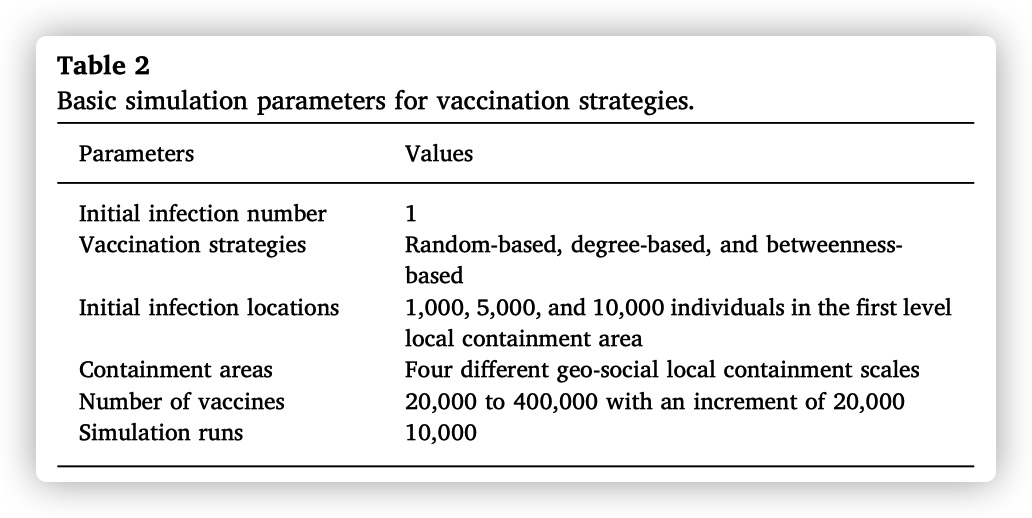 Table 2
Basic simulation parameters for vaccination strategies.
Parameters Values
Initial infection number 1
Vaccination strategies Random-based, degree-based, and betweenness-
based
Initial infection locations 1,000, 5,000, and 10,000 individuals in the first level
local containment area
Containment areas Four different geo-social local containment scales
Number of vaccines 20,000 to 400,000 with an increment of 20,000
Simulation runs 10,000